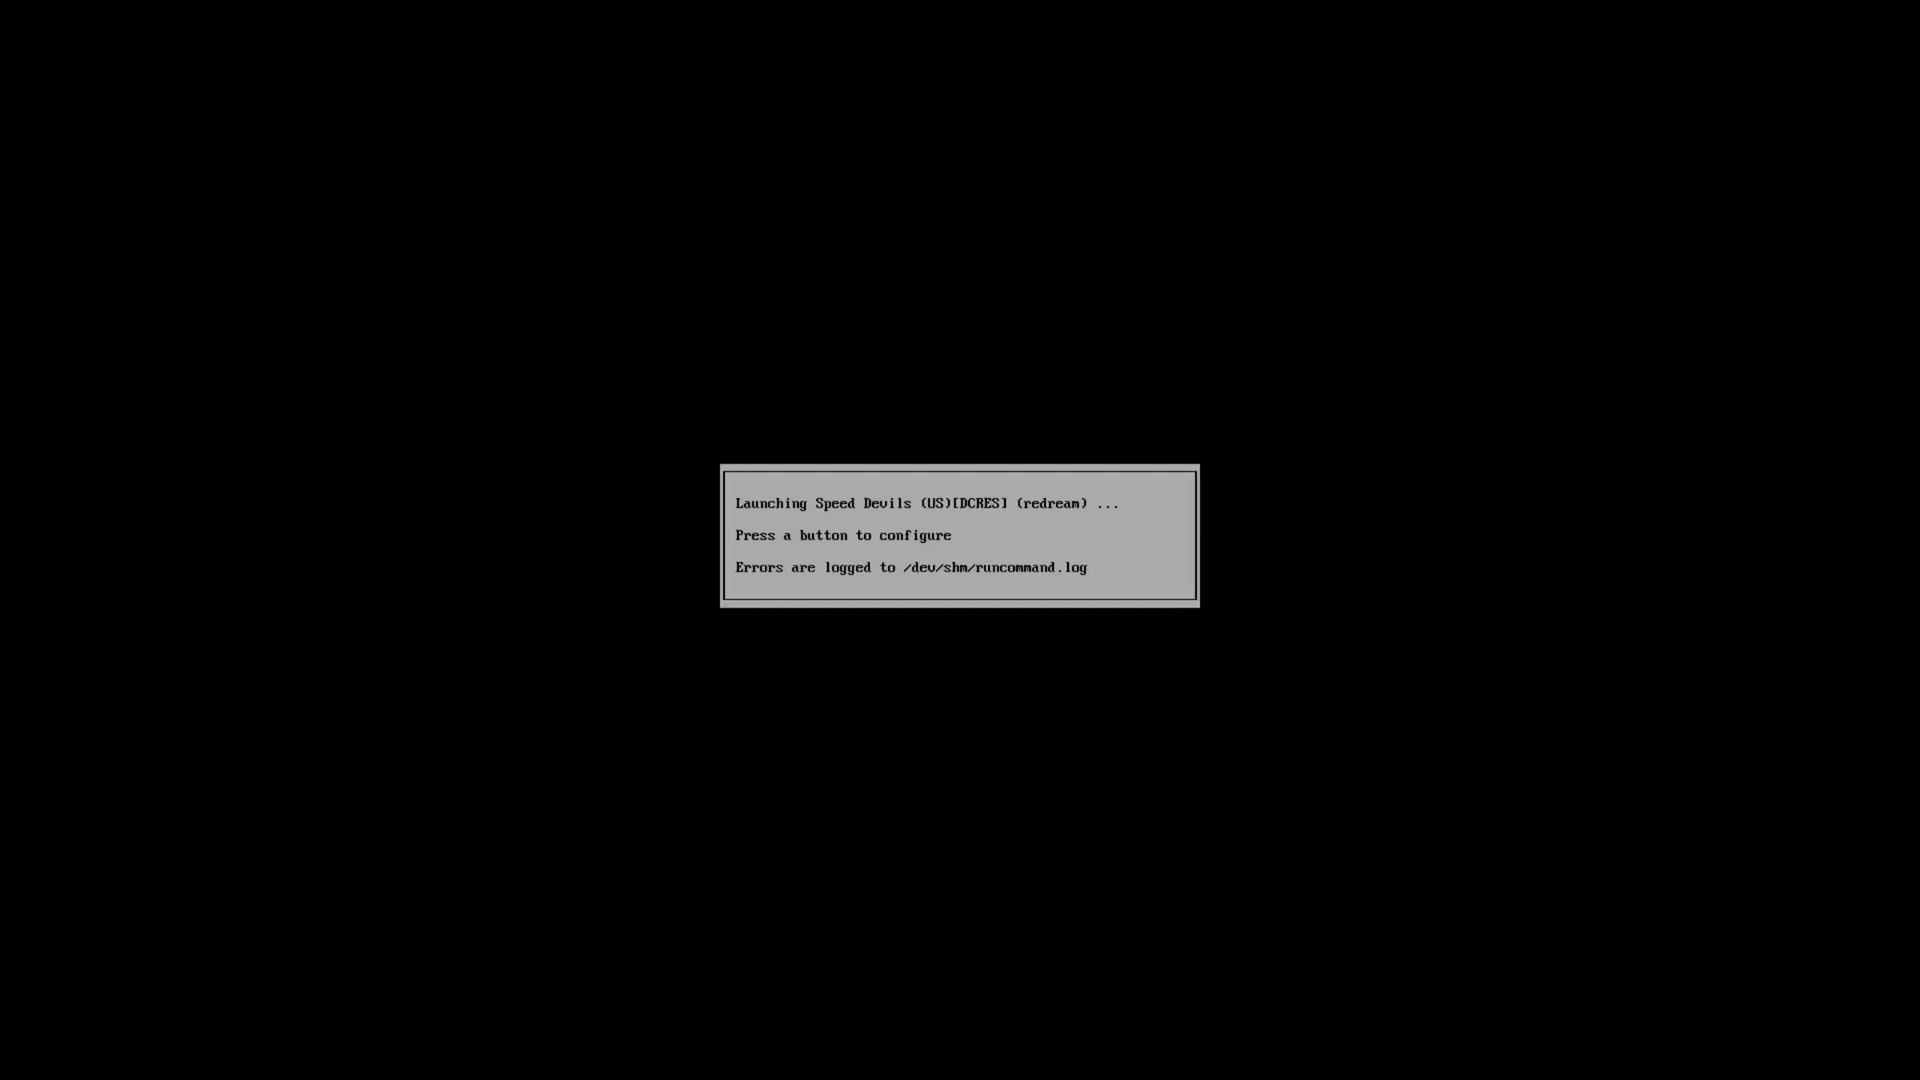 Launching Speed Devils (US)[DCRES] (redream) ...
Press a button to configure
Errors are logged to /dev/shm/runcommand.log